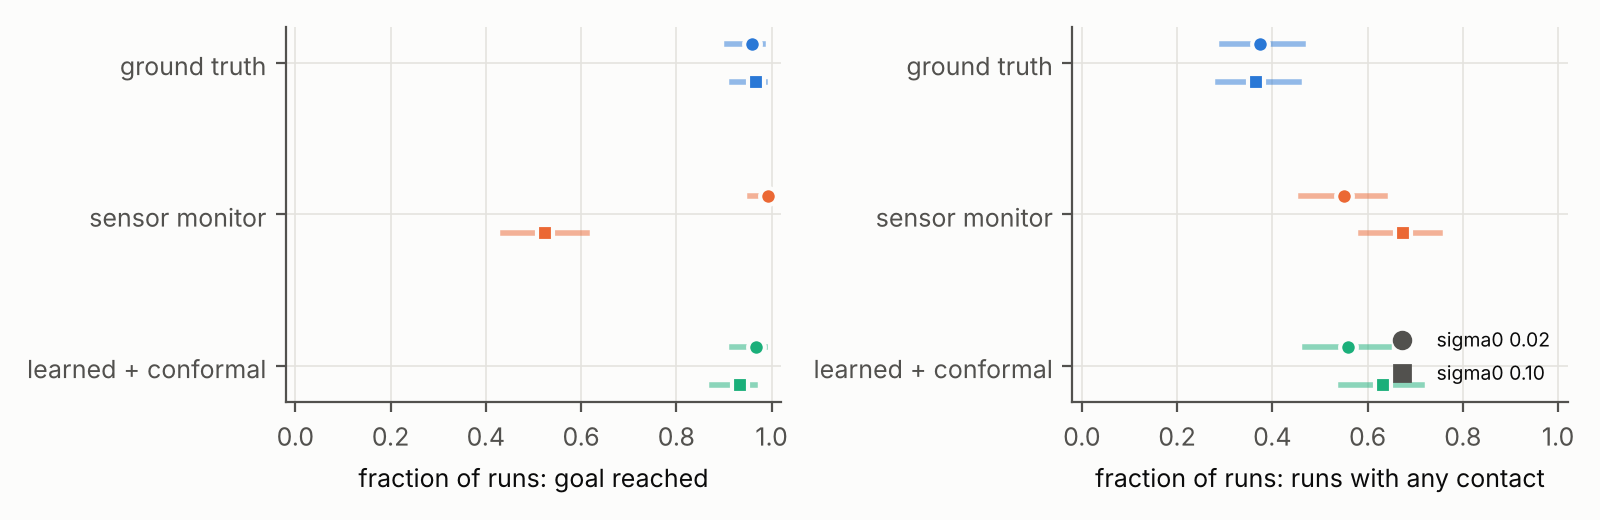 ground truth
sensor monitor
learned + conformal
0.0 0.2 0.4 0.6 0.8 1.0
fraction of runs: goal reached
ground truth
sensor monitor
learned + conformal
sigma0 0.02
sigma0 0.10
0.0 0.2 0.4 0.6 0.8 1.0
fraction of runs: runs with any contact